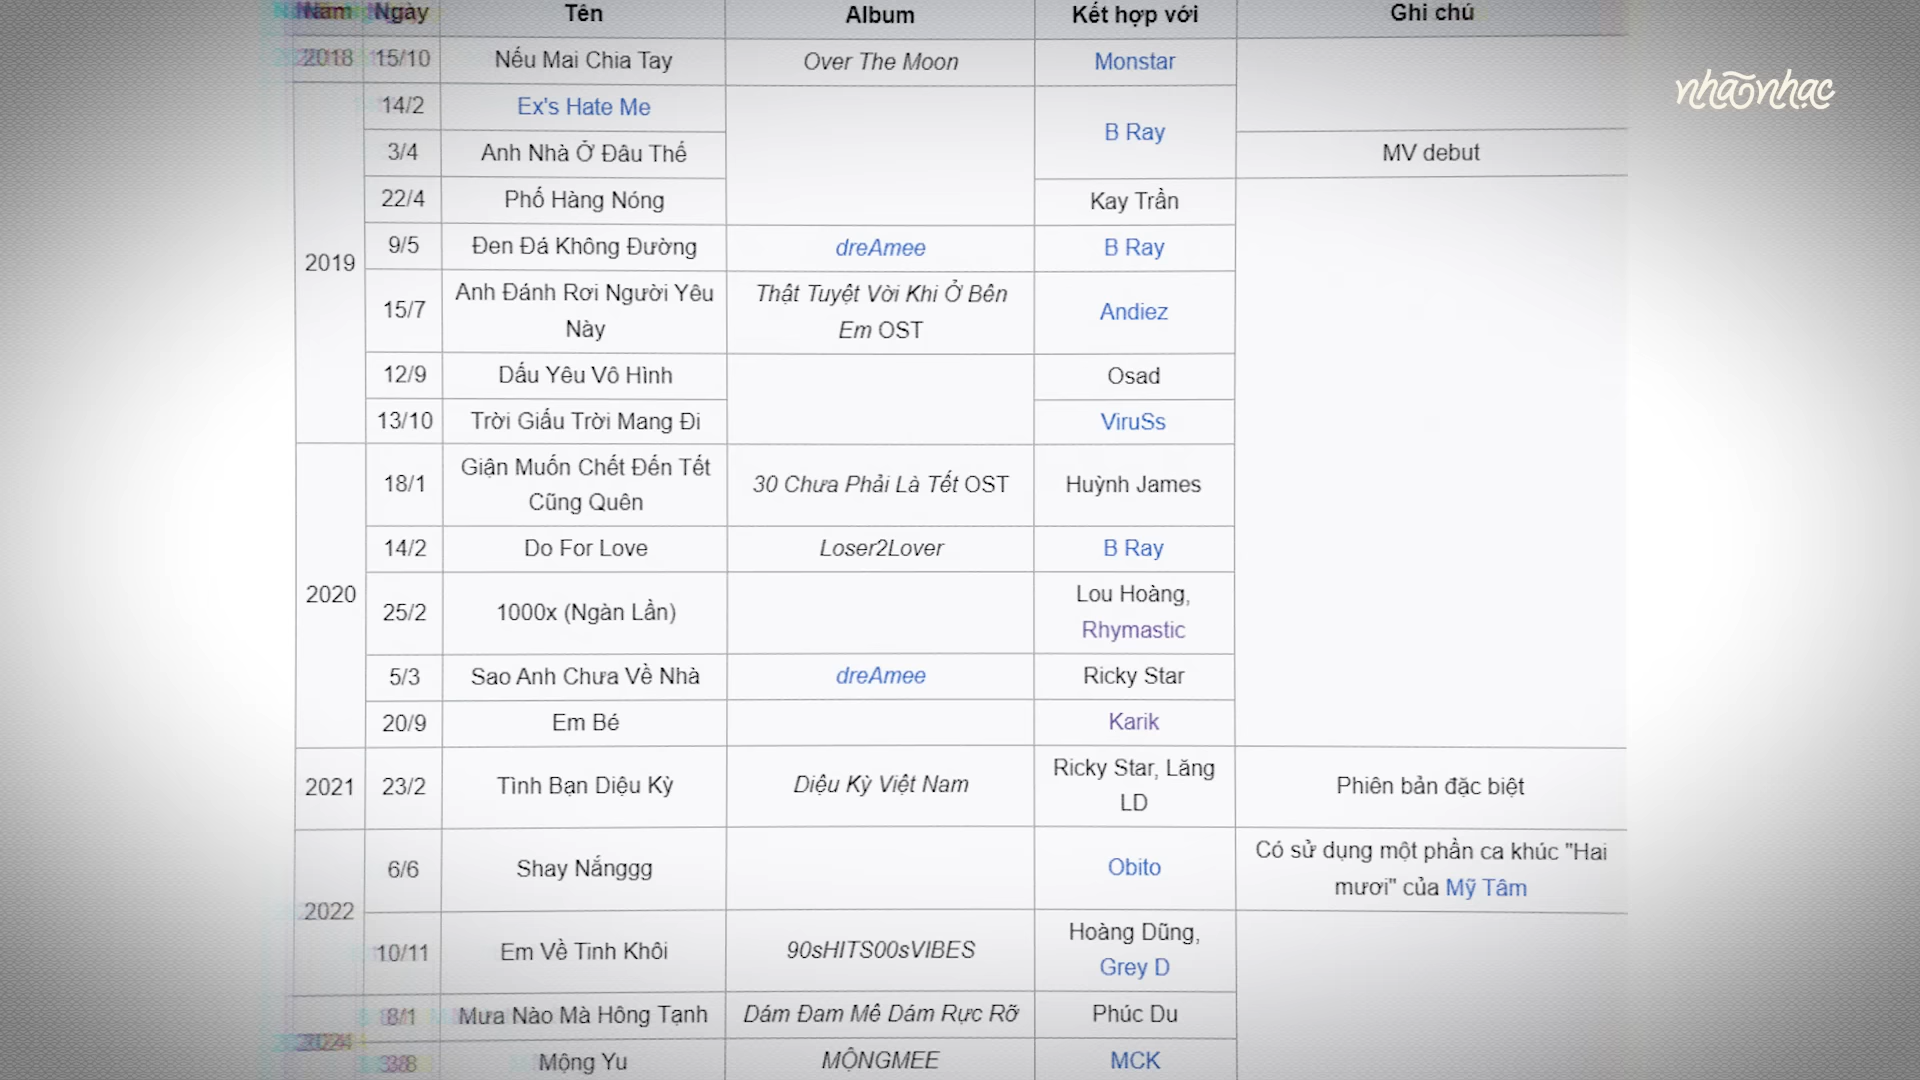 Năm Ngày Tên Album Kết hợp với Ghi chú
nhãonhạc
2018 15/10 Nếu Mai Chia Tay Over The Moon Monstar
2019
14/2 Ex's Hate Me B Ray
3/4 Anh Nhà Ở Đâu Thế MV debut
22/4 Phố Hàng Nóng Kay Trần
9/5 Đen Đá Không Đường dreAmee B Ray
15/7 Anh Đánh Rơi Người Yêu Thật Tuyệt Vời Khi Ở Bên Andiez
Này Em OST
12/9 Dấu Yêu Vô Hình Osad
13/10 Trời Giấu Trời Mang Đi ViruSs
2020
18/1 Giận Muốn Chết Đến Tết 30 Chưa Phải Là Tết OST Huỳnh James
Cũng Quên
14/2 Do For Love Loser2Lover B Ray
25/2 1000x (Ngàn Lần) Lou Hoàng,
Rhymastic
5/3 Sao Anh Chưa Về Nhà dreAmee Ricky Star
20/9 Em Bé Karik
2021 23/2 Tình Bạn Diệu Kỳ Diệu Kỳ Việt Nam Ricky Star, Lăng Phiên bản đặc biệt
LD
2022
6/6 Shay Nắnggg Obito Có sử dụng một phần ca khúc "Hai
mươi" của Mỹ Tâm
10/11 Em Về Tinh Khôi 90sHITS00sVIBES Hoàng Dũng,
Grey D
2024
8/1 Mưa Nào Mà Hông Tạnh Dám Đam Mê Dám Rực Rỡ Phúc Du
Mộng Yu MỘNGMEE MCK